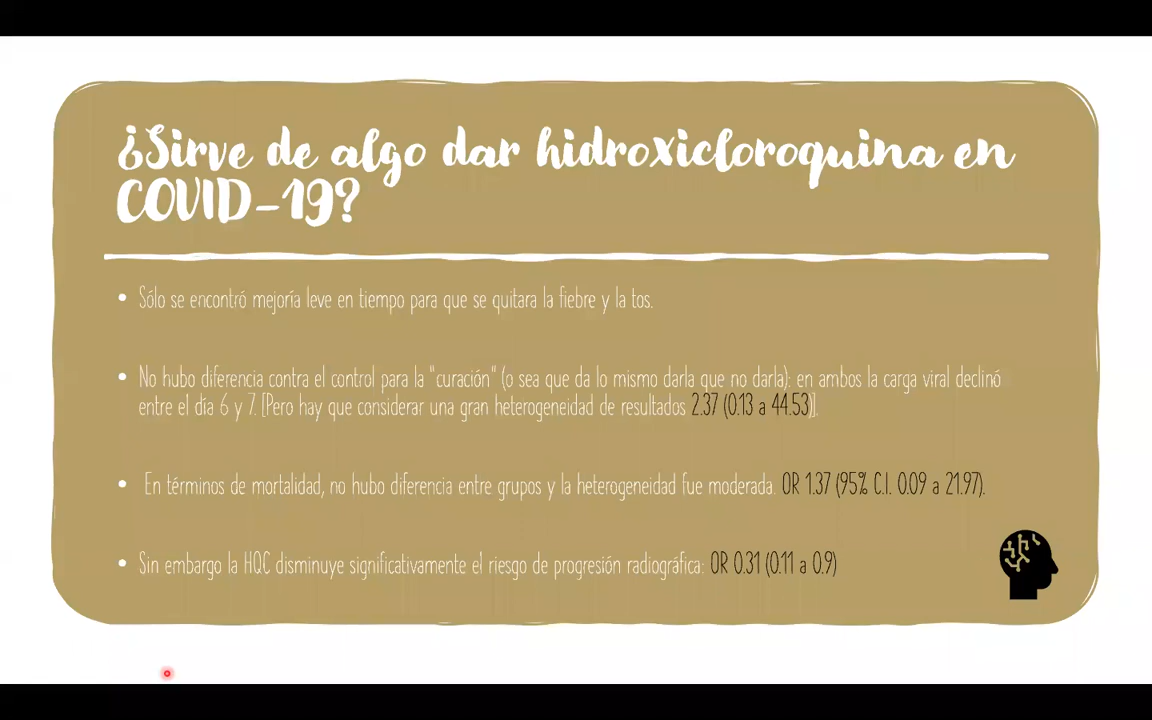 ¿Sirve de algo dar hidroxicloroquina en
COVID-19?
• Sólo se encontró mejoría leve en tiempo para que se quitara la fiebre y la tos.
• No hubo diferencia contra el control para la "curación" (o sea que da lo mismo darla que no darla): en ambos la carga viral declinó
entre el día 6 y 7. [Pero hay que considerar una gran heterogeneidad de resultados 2.37 (0.13 a 44.53)].
• En términos de mortalidad, no hubo diferencia entre grupos y la heterogeneidad fue moderada. OR 1.37 (95% C.I. 0.09 a 21.97).
• Sin embargo la HQC disminuye significativamente el riesgo de progresión radiográfica: OR 0.31 (0.11 a 0.9)